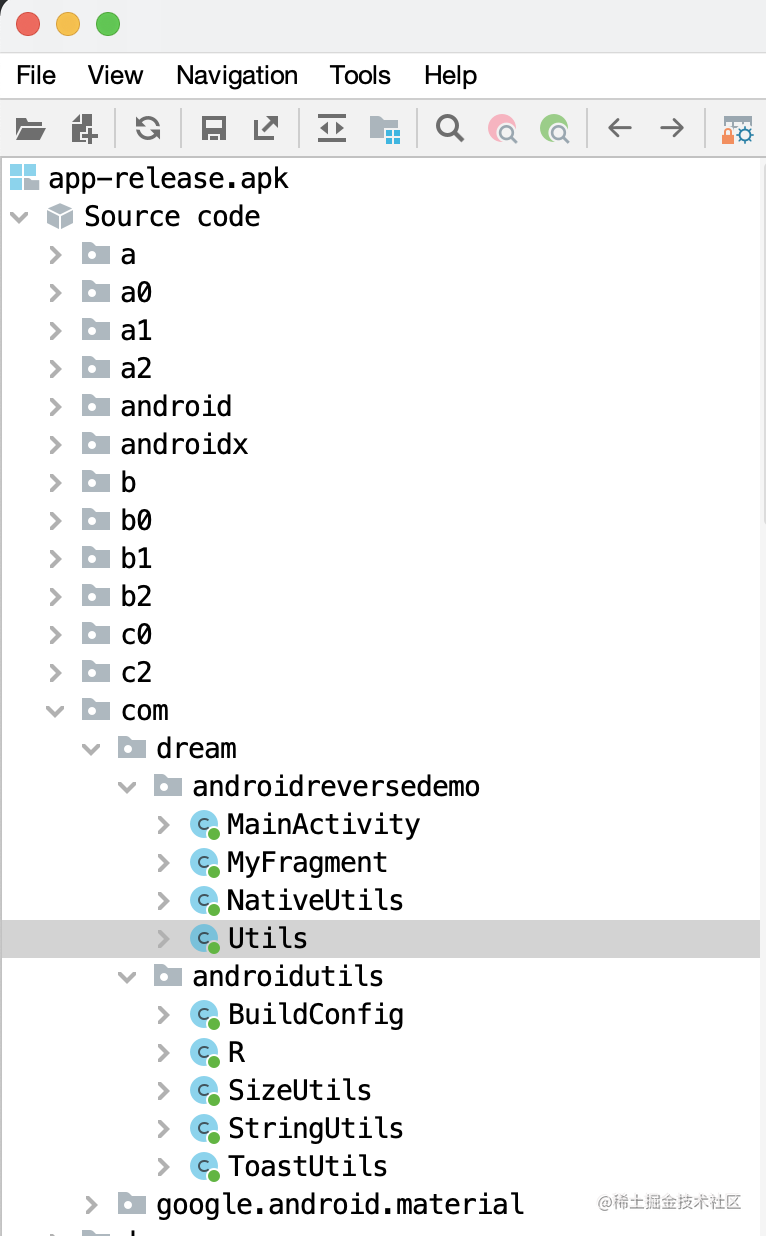 File View Navigation Tools Help
app-release.apk
Source code
a
a0
a1
a2
android
androidx
b
b0
b1
b2
c0
c2
com
dream
androidreversedemo
C MainActivity
C MyFragment
C NativeUtils
C Utils
androidutils
C BuildConfig
C R
C SizeUtils
C StringUtils
C ToastUtils
google.android.material
@稀土掘金技术社区